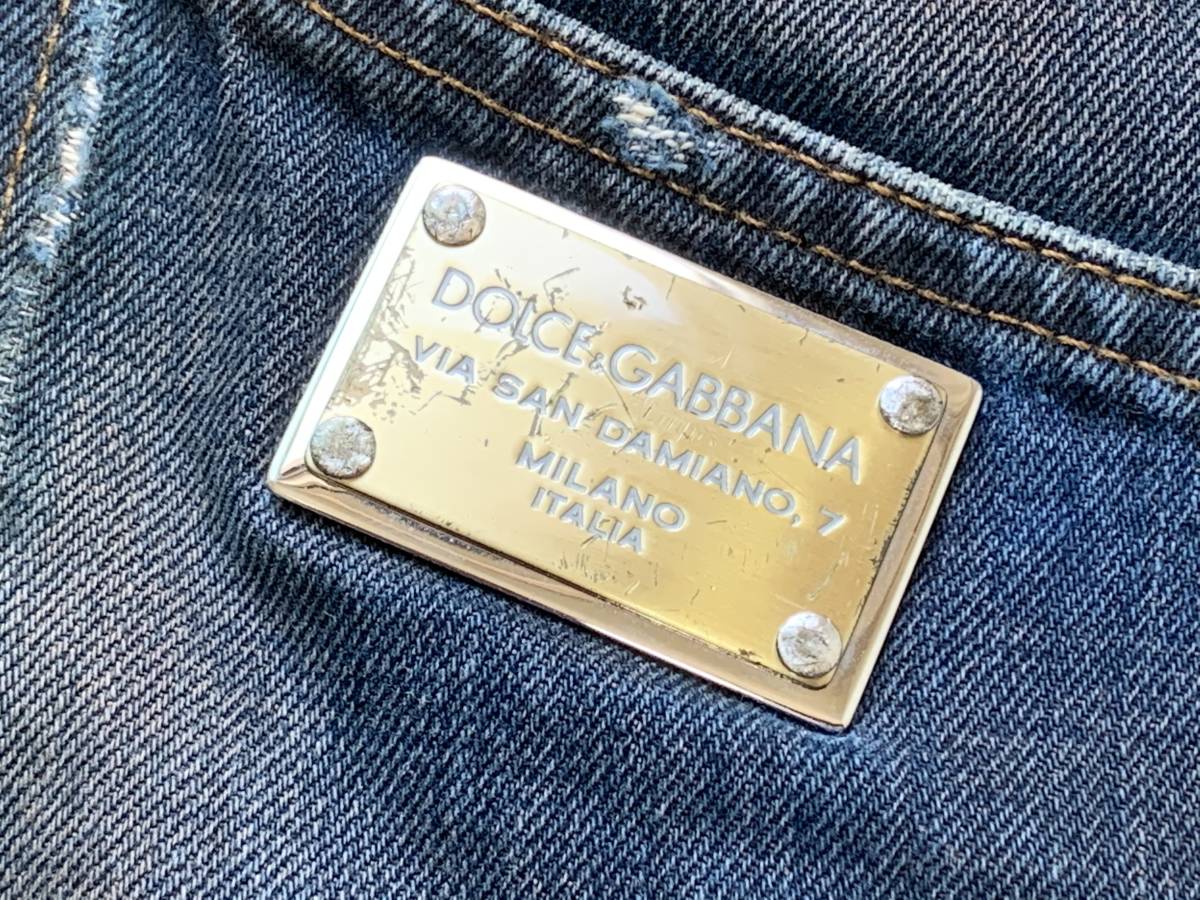 DOLCE&GABBANA
VIA SAN DAMIANO, 7
MILANO
ITALIA